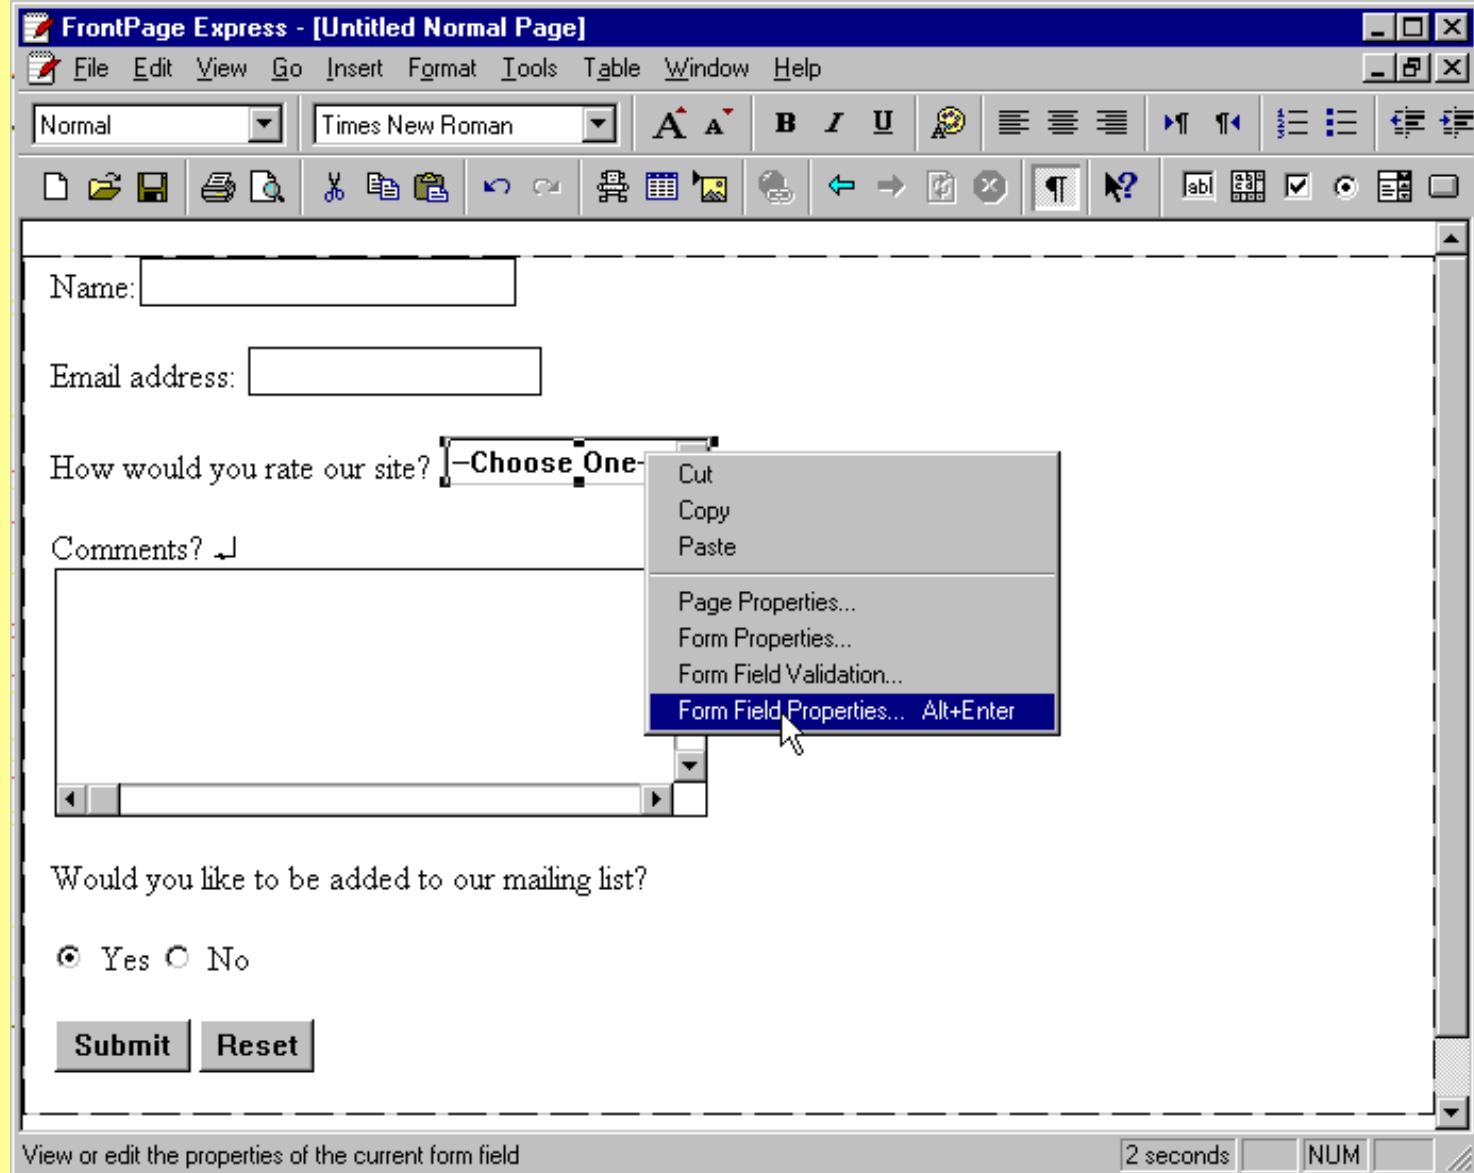 FrontPage Express - [Untitled Normal Page]
File Edit View Go Insert Format Tools Table Window Help
Normal Times New Roman A A B I U
abl
Name:
Email address:
How would you rate our site? --Choose One-
Cut
Copy
Paste
Page Properties...
Form Properties...
Form Field Validation...
Form Field Properties... Alt+Enter
Comments?
Would you like to be added to our mailing list?
Yes No
Submit Reset
View or edit the properties of the current form field 2 seconds NUM